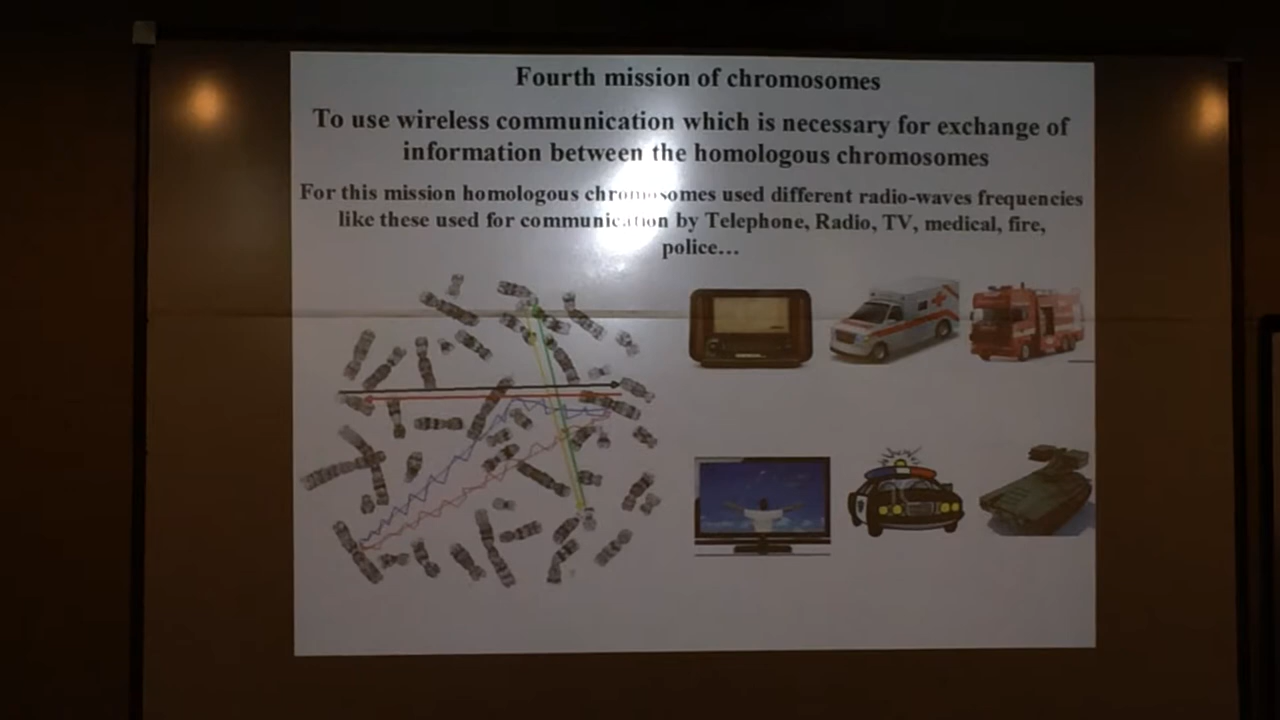 Fourth mission of chromosomes
To use wireless communication which is necessary for exchange of
information between the homologous chromosomes
For this mission homologous chromosomes used different radio-waves frequencies
like these used for communication by Telephone, Radio, TV, medical, fire,
police...